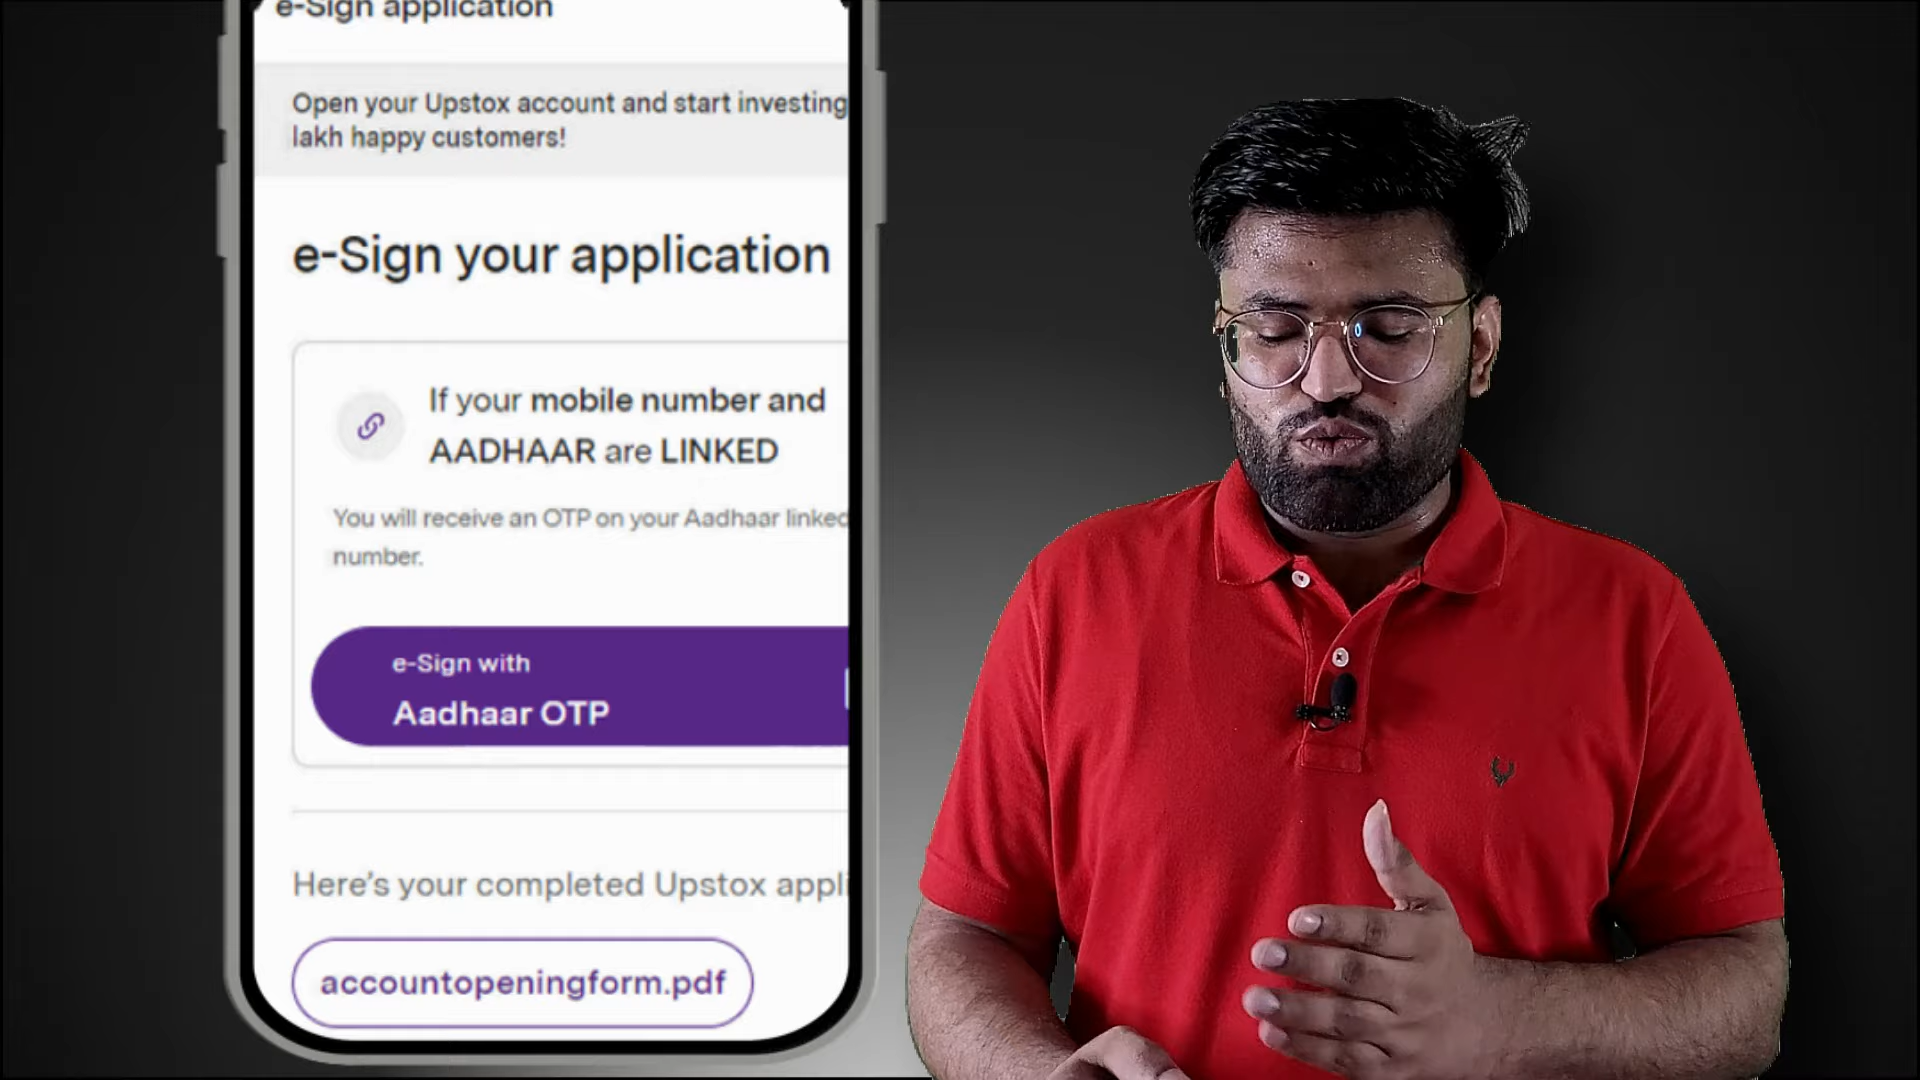 e-Sign application
Open your Upstox account and start investing
lakh happy customers!
e-Sign your application
If your mobile number and
AADHAAR are LINKED
You will receive an OTP on your Aadhaar linked
number.
e-Sign with
Aadhaar OTP
Here's your completed Upstox appli
accountopeningform.pdf